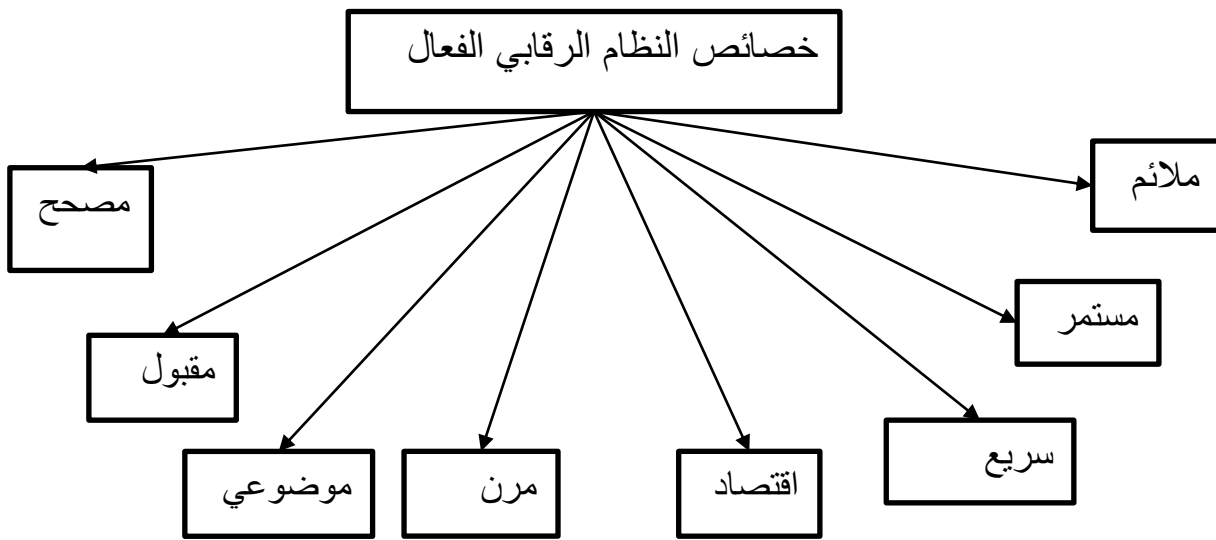 خصائص النظام الرقابي الفعال
ملائم
مستمر
سريع
اقتصاد
مرن
موضوعي
مقبول
مصحح